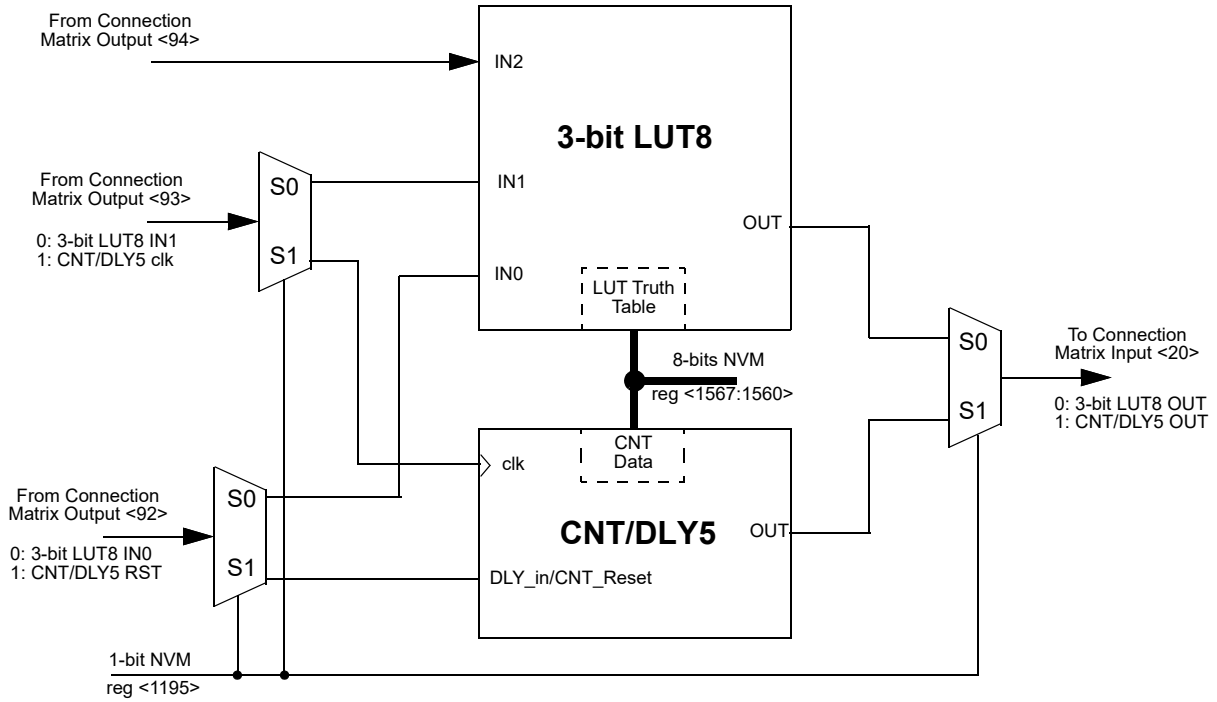 From Connection
Matrix Output <94>
IN2
3-bit LUT8
From Connection
Matrix Output <93>
0: 3-bit LUT8 IN1
1: CNT/DLY5 clk
S0
S1
IN1
IN0
OUT
LUT Truth
Table
8-bits NVM
reg <1567:1560>
S0
S1
To Connection
Matrix Input <20>
0: 3-bit LUT8 OUT
1: CNT/DLY5 OUT
CNT
Data
clk
CNT/DLY5
OUT
DLY_in/CNT_Reset
From Connection
Matrix Output <92>
0: 3-bit LUT8 IN0
1: CNT/DLY5 RST
S0
S1
1-bit NVM
reg <1195>